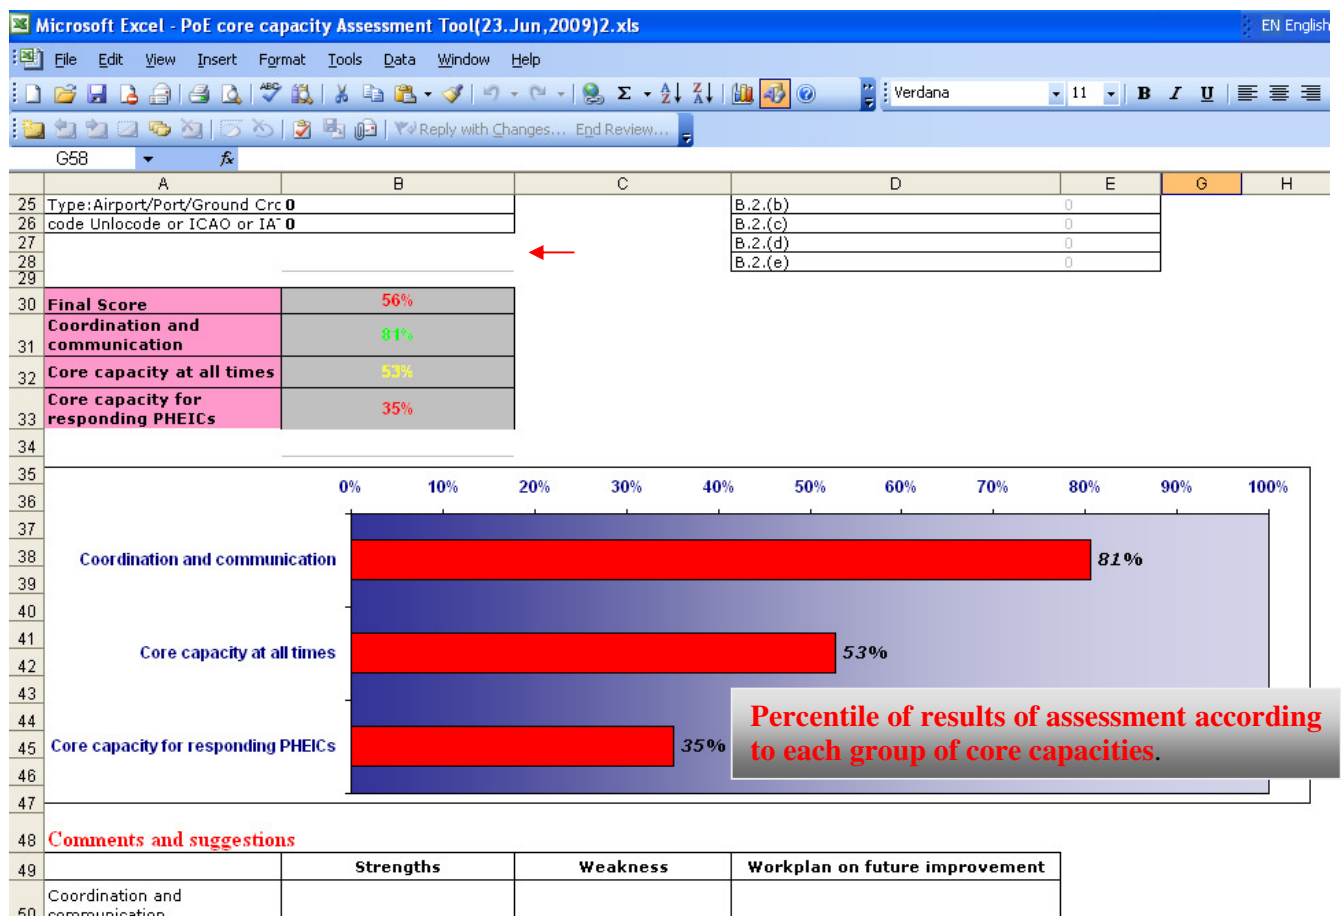 Microsoft Excel - PoE core capacity Assessment Tool(23.Jun,2009)2.xls
EN English
File Edit View Insert Format Tools Data Window Help
Verdana 11 B I U
Reply with Changes... End Review...
G58 fx
A B C D E G H
25 Type:Airport/Port/Ground Crc 0 B.2.(b) 0
26 code Unlocode or ICAO or IAT 0 B.2.(c) 0
27 B.2.(d) 0
28 B.2.(e) 0
29
30 Final Score 56%
Coordination and
31 communication 81%
32 Core capacity at all times 53%
Core capacity for
33 responding PHEICs 35%
34
35
36
0% 10% 20% 30% 40% 50% 60% 70% 80% 90% 100%
37
38 Coordination and communication 81%
39
40
41
42 Core capacity at all times 53%
43
44
45 Core capacity for responding PHEICs 35%
46
47
Percentile of results of assessment according
to each group of core capacities.
48 Comments and suggestions
49 Strengths Weakness Workplan on future improvement
Coordination and
50 communication